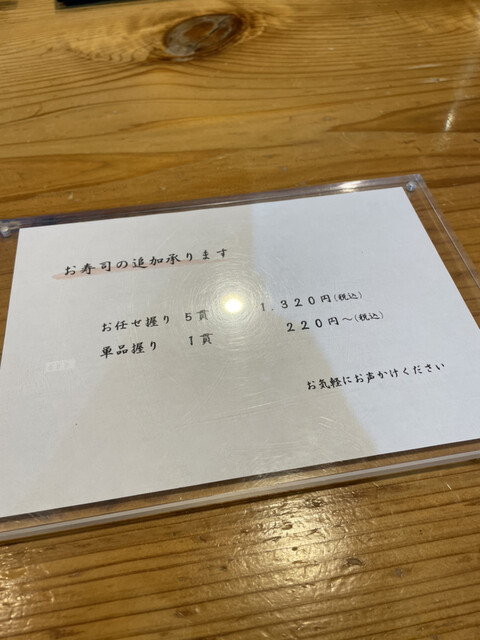 お寿司の追加承ります
お任せ握り 5貫 1,320円(税込)
単品握り 1貫 220円~(税込)
お気軽にお声かけください